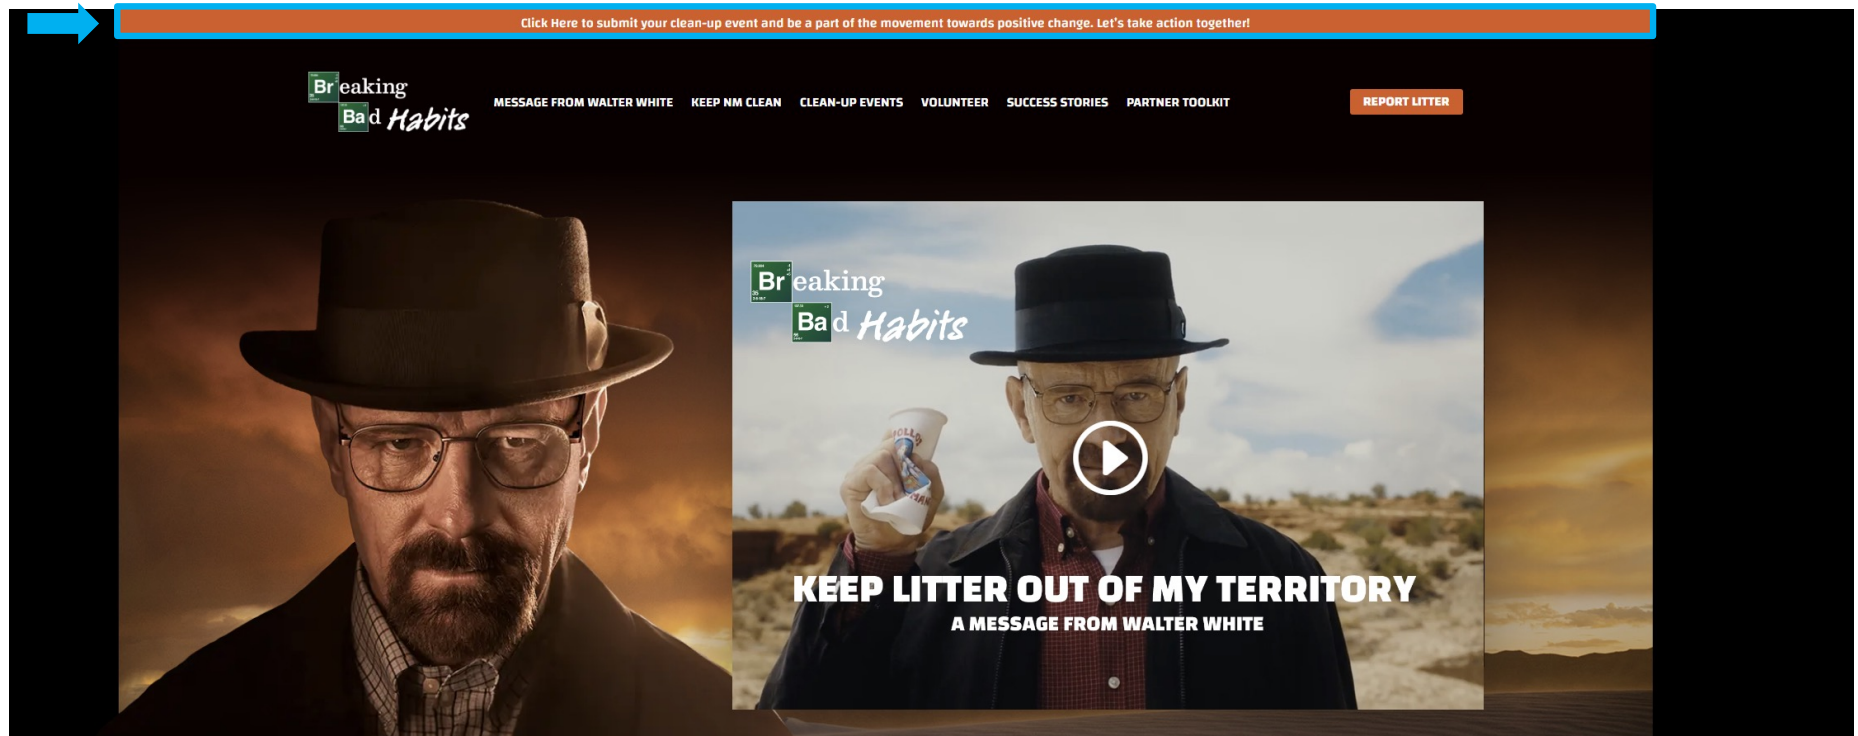 Click Here to submit your clean-up event and be a part of the movement towards positive change. Let's take action together!
Breaking
Bad Habits
MESSAGE FROM WALTER WHITE KEEP NM CLEAN CLEAN-UP EVENTS VOLUNTEER SUCCESS STORIES PARTNER TOOLKIT
REPORT LITTER
Breaking
35
Bad Habits
KEEP LITTER OUT OF MY TERRITORY
A MESSAGE FROM WALTER WHITE